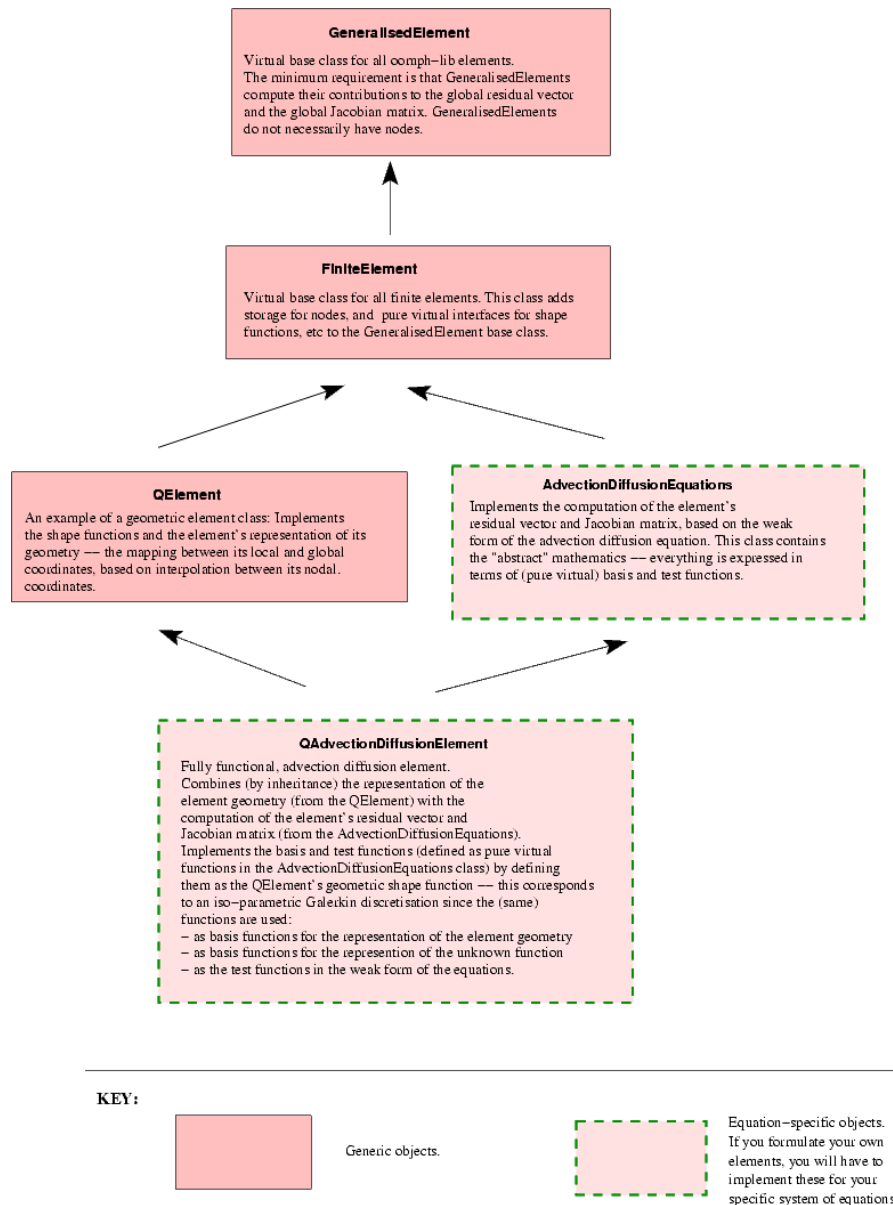 GeneralisedElement
Virtual base class for all oomph-lib elements.
The minimum requirement is that GeneralisedElements
compute their contributions to the global residual vector
and the global Jacobian matrix. GeneralisedElements
do not necessarily have nodes.
FiniteElement
Virtual base class for all finite elements. This class adds
storage for nodes, and pure virtual interfaces for shape
functions, etc to the GeneralisedElement base class.
QElement
An example of a geometric element class: Implements
the shape functions and the element's representation of its
geometry — the mapping between its local and global
coordinates, based on interpolation between its nodal.
coordinates.
AdvectionDiffusionEquations
Implements the computation of the element's
residual vector and Jacobian matrix, based on the weak
form of the advection diffusion equation. This class contains
the "abstract" mathematics — everything is expressed in
terms of (pure virtual) basis and test functions.
QAdvectionDiffusionElement
Fully functional, advection diffusion element.
Combines (by inheritance) the representation of the
element geometry (from the QElement) with the
computation of the element's residual vector and
Jacobian matrix (from the AdvectionDiffusionEquations).
Implements the basis and test functions (defined as pure virtual
functions in the AdvectionDiffusionEquations class) by defining
them as the QElement's geometric shape function — this corresponds
to an iso-parametric Galerkin discretisation since the (same)
functions are used:
- as basis functions for the representation of the element geometry
- as basis functions for the represention of the unknown function
- as the test functions in the weak form of the equations.
KEY:
Generic objects.
Equation-specific objects.
If you formulate your own
elements, you will have to
implement these for your
specific system of equations